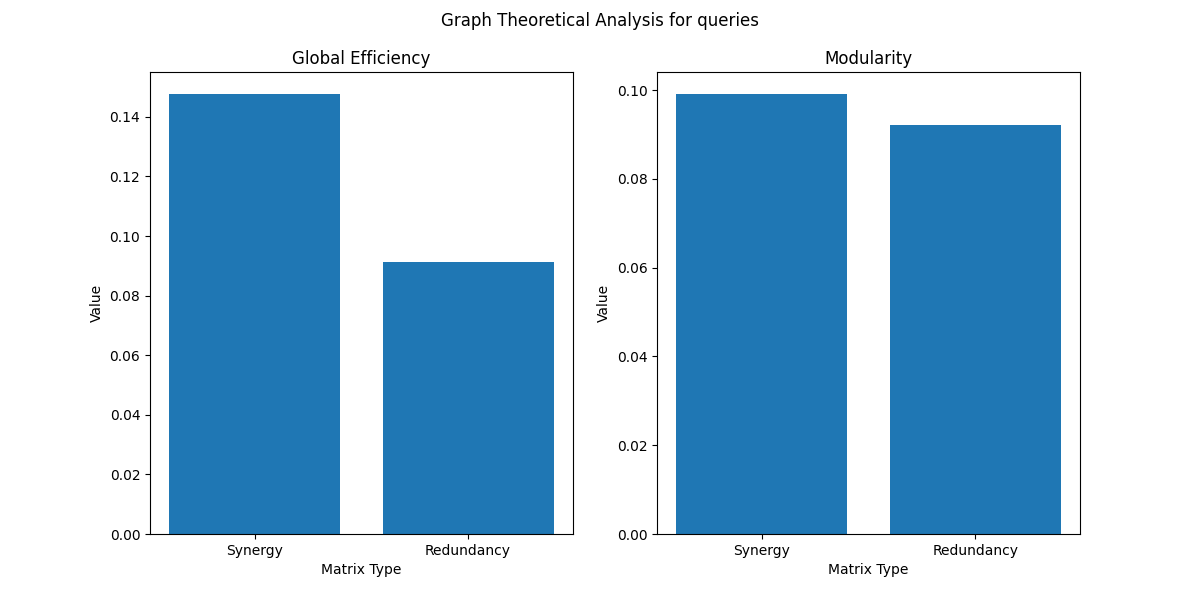 Graph Theoretical Analysis for queries
Global Efficiency
Value
0.14
0.12
0.10
0.08
0.06
0.04
0.02
0.00
Synergy
Redundancy
Matrix Type
Modularity
Value
0.10
0.08
0.06
0.04
0.02
0.00
Synergy
Redundancy
Matrix Type